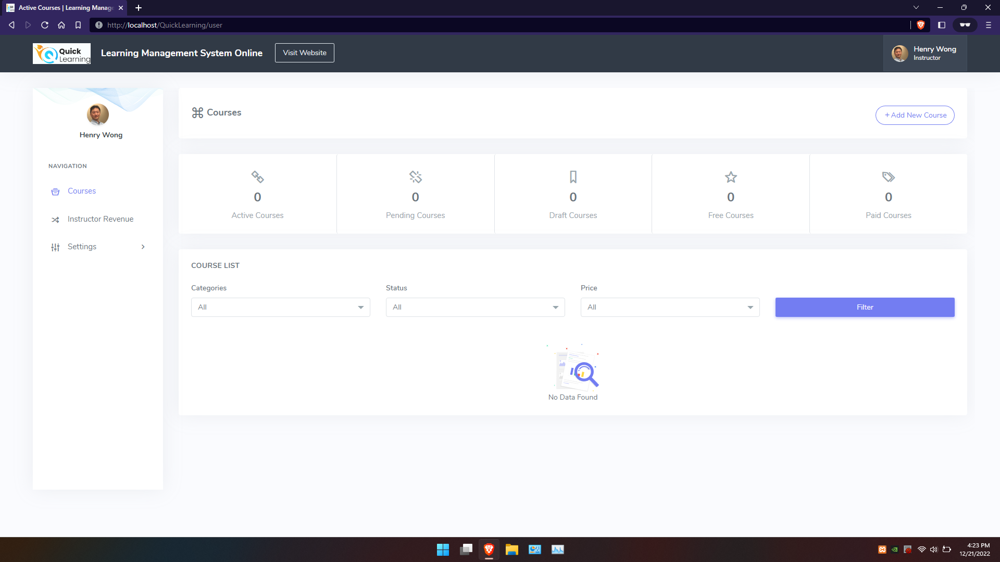 Active Courses | Learning Manage
http://localhost/QuickLearning/user
Quick
Learning
Learning Management System Online
Visit Website
Henry Wong
Instructor
Henry Wong
NAVIGATION
Courses
Instructor Revenue
Settings
Courses
+ Add New Course
0
Active Courses
0
Pending Courses
0
Draft Courses
0
Free Courses
0
Paid Courses
COURSE LIST
Categories
Status
Price
All
All
All
Filter
No Data Found
4:23 PM
12/21/2022